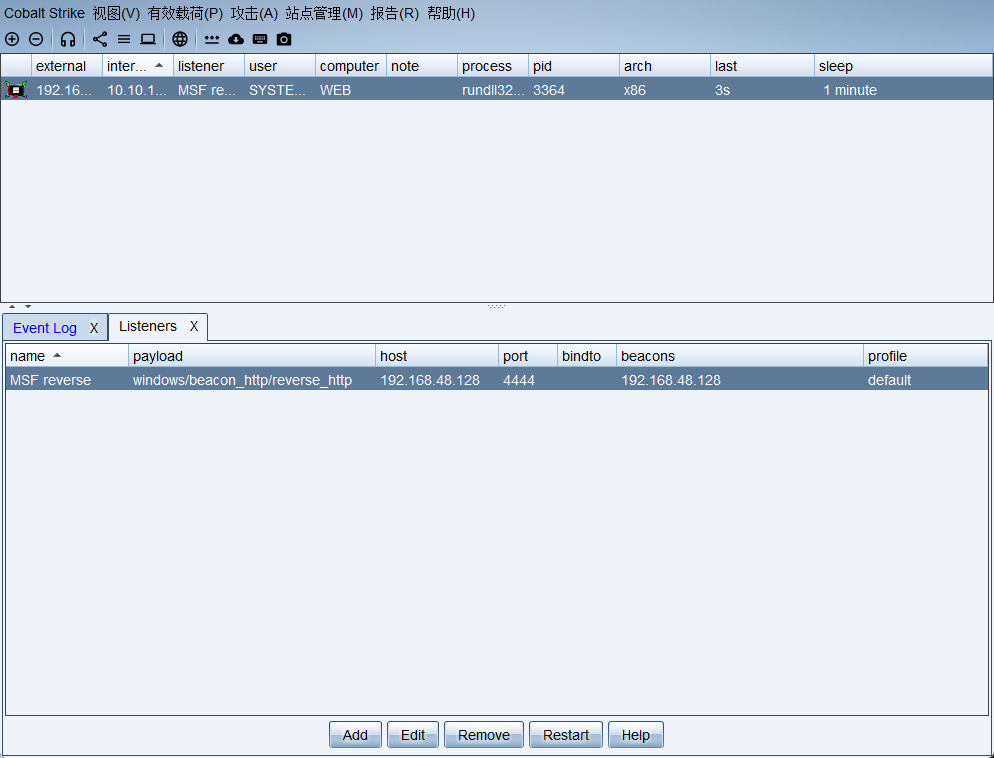 Cobalt Strike 视图(V) 有效载荷(P) 攻击(A) 站点管理(M) 报告(R) 帮助(H)
external inter... listener user computer note process pid arch last sleep
192.16... 10.10.1... MSF re... SYSTE... WEB rundll32... 3364 x86 3s 1 minute
Event Log X Listeners X
name payload host port bindto beacons profile
MSF reverse windows/beacon_http/reverse_http 192.168.48.128 4444 192.168.48.128 default
Add Edit Remove Restart Help